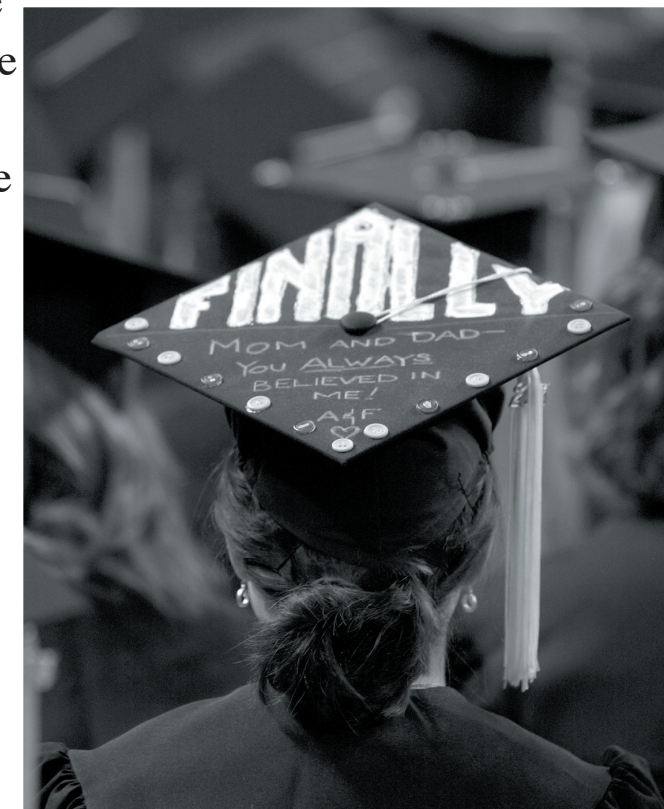 e
e
e
FINALLY
MOM AND DAD—
YOU ALWAYS
BELIEVED IN
ME!
A&F
♡